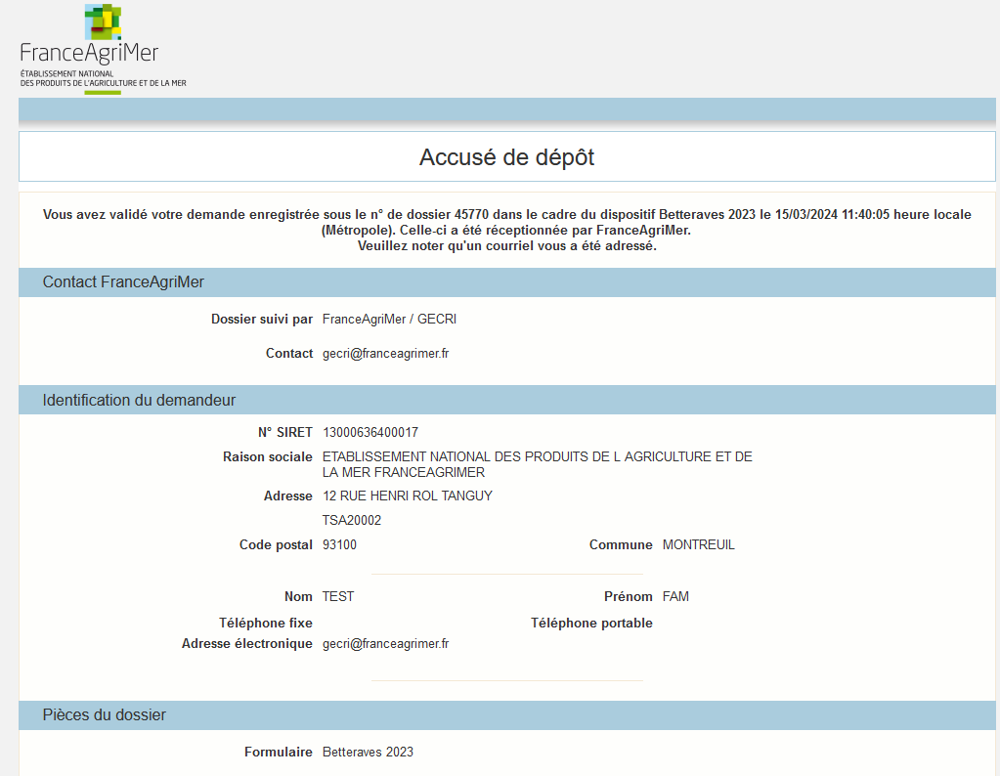 FranceAgriMer
ÉTABLISSEMENT NATIONAL
DES PRODUITS DE L'AGRICULTURE ET DE LA MER
Accusé de dépôt
Vous avez validé votre demande enregistrée sous le n° de dossier 45770 dans le cadre du dispositif Betteraves 2023 le 15/03/2024 11:40:05 heure locale
(Métropole). Celle-ci a été réceptionnée par FranceAgriMer.
Veuillez noter qu'un courriel vous a été adressé.
Contact FranceAgriMer
Dossier suivi par FranceAgriMer / GECRI
Contact gecri@franceagrimer.fr
Identification du demandeur
N° SIRET 13000636400017
Raison sociale ETABLISSEMENT NATIONAL DES PRODUITS DE L AGRICULTURE ET DE
LA MER FRANCEAGRIMER
Adresse 12 RUE HENRI ROL TANGUY
TSA20002
Code postal 93100 Commune MONTREUIL
Nom TEST Prénom FAM
Téléphone fixe Téléphone portable
Adresse électronique gecri@franceagrimer.fr
Pièces du dossier
Formulaire Betteraves 2023